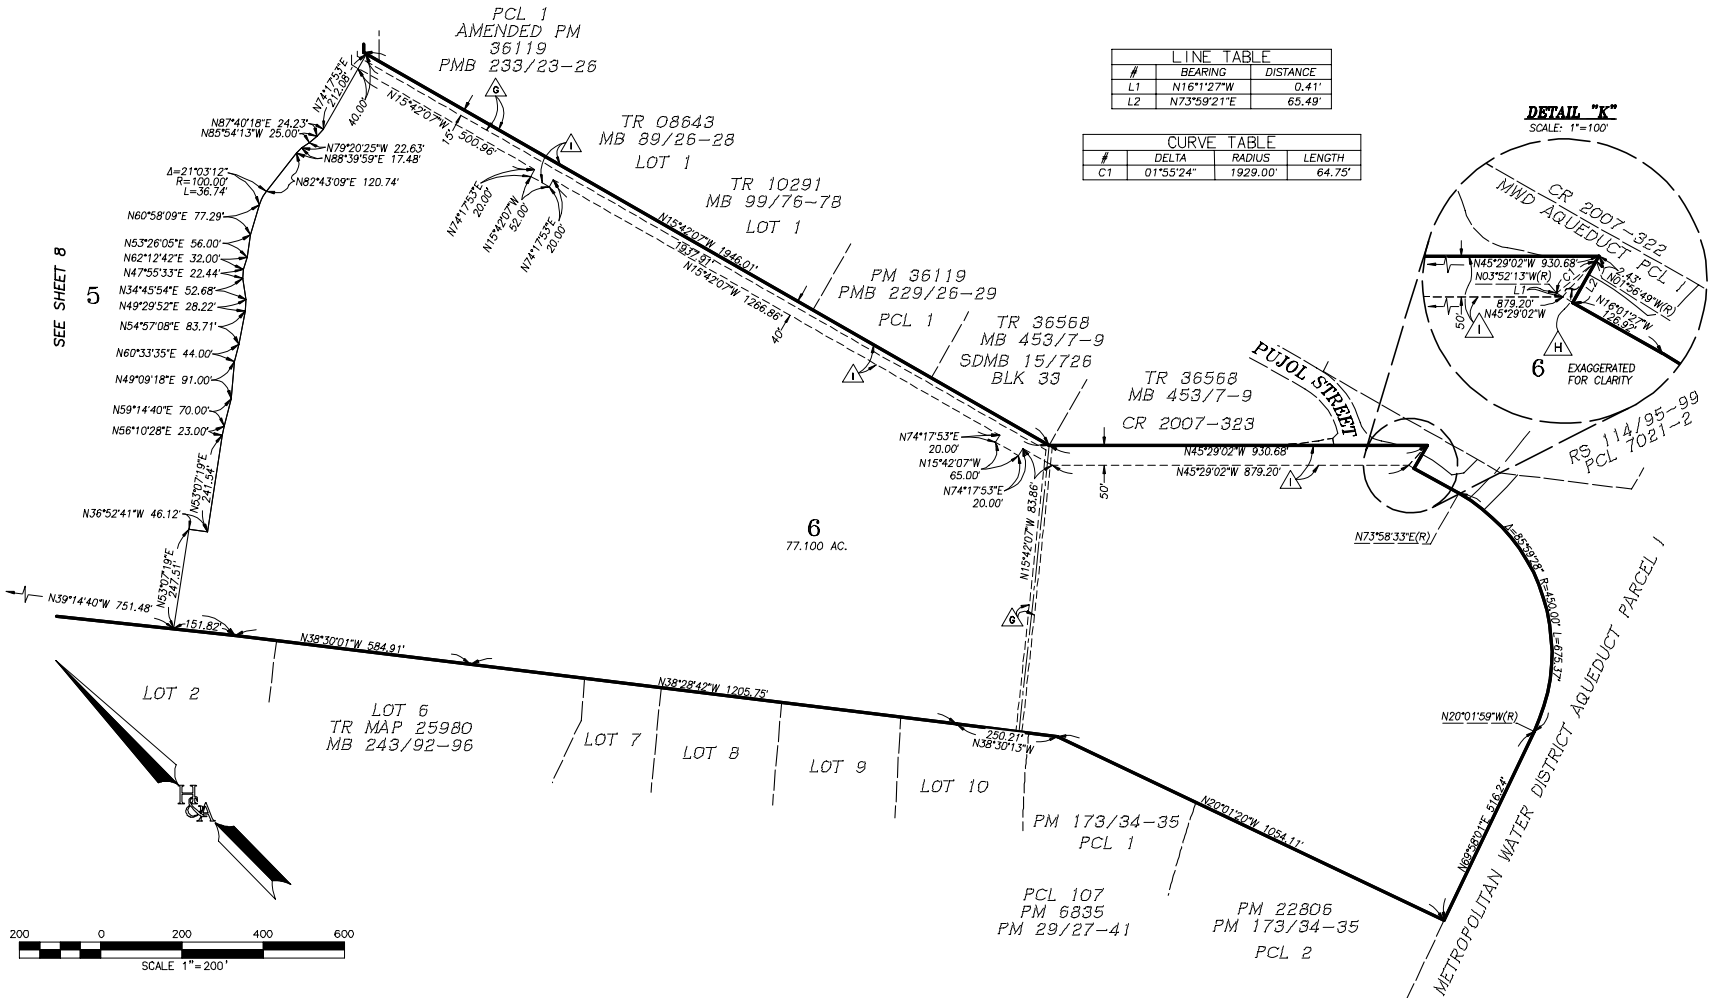 PCL 1
AMENDED PM
36119
PMB 233/23-26
G
TR 08643
MB 89/26-28
LOT 1
I
TR 10291
MB 99/76-78
LOT 1
PM 36119
PMB 229/26-29
PCL 1
TR 36568
MB 453/7-9
SDMB 15/726
BLK 33
TR 36568
MB 453/7-9
CR 2007-323
PUJOL STREET
LINE TABLE
# BEARING DISTANCE
L1 N16°1'27"W 0.41'
L2 N73°59'21"E 65.49'
CURVE TABLE
# DELTA RADIUS LENGTH
C1 01°55'24" 1929.00' 64.75'
DETAIL "K"
SCALE: 1"=100'
CR 2007-322
MWD AQUEDUCT PCL 1
N45°29'02"W 930.68'
N03°52'13"W(R)
L1
C1
L2
2.43'
N01°56'49"W(R)
879.20'
N45°29'02"W
N16°01'27"W
126.92'
50'
I
H
6
EXAGGERATED
FOR CLARITY
RS 114/95-99
PCL 7021-2
N74°17'53"E
212.08'
40.00'
N87°40'18"E 24.23'
N85°54'13"W 25.00'
N79°20'25"W 22.63'
N88°39'59"E 17.48'
Δ=21°03'12"
R=100.00'
L=36.74'
N82°43'09"E 120.74'
N60°58'09"E 77.29'
N53°26'05"E 56.00'
N62°12'42"E 32.00'
N47°55'33"E 22.44'
N34°45'54"E 52.68'
N49°29'52"E 28.22'
N54°57'08"E 83.71'
N60°33'35"E 44.00'
N49°09'18"E 91.00'
N59°14'40"E 70.00'
N56°10'28"E 23.00'
N53°07'19"E
241.54'
N36°52'41"W 46.12'
N53°07'19"E
247.51'
SEE SHEET 8
5
N15°42'07"W
500.96'
15'
N74°17'53"E
20.00'
N15°42'07"W
52.00'
N74°17'53"E
20.00'
N15°42'07"W 1946.01'
1937.91'
N15°42'07"W 1266.86'
40'
I
N74°17'53"E
20.00'
N15°42'07"W
65.00'
N74°17'53"E
20.00'
N45°29'02"W 930.68'
N45°29'02"W 879.20'
50'
I
N15°42'07"W 83.86'
G
6
77.100 AC.
N73°58'33"E(R)
Δ=85°59'28" R=450.00' L=675.37'
N20°01'59"W(R)
N69°58'01"E 516.24'
METROPOLITAN WATER DISTRICT AQUEDUCT PARCEL 1
N39°14'40"W 751.48'
151.82'
N38°30'01"W 584.91'
N38°28'42"W 1205.75'
250.21'
N38°30'13"W
N20°01'20"W 1054.11'
LOT 2
LOT 6
TR MAP 25980
MB 243/92-96
LOT 7
LOT 8
LOT 9
LOT 10
PM 173/34-35
PCL 1
PCL 107
PM 6835
PM 29/27-41
PM 22806
PM 173/34-35
PCL 2
H&A
200 0 200 400 600
SCALE 1"=200'